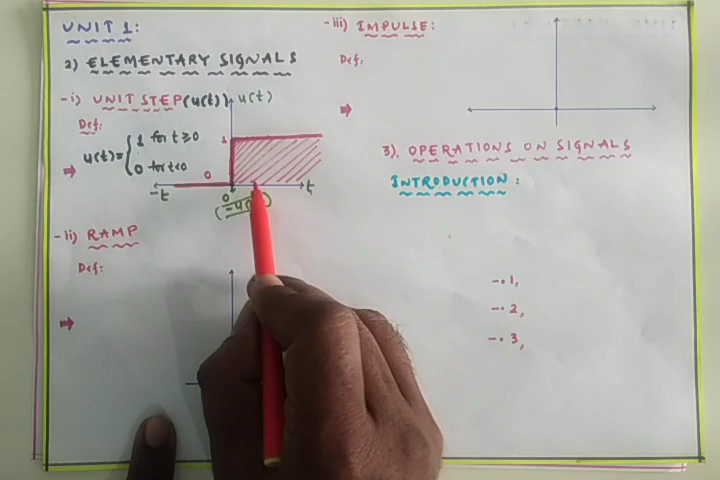 UNIT 1:
2) ELEMENTARY SIGNALS
-i) UNIT STEP (u(t))
u(t)
Def:
u(t)= { 1 for t ≥ 0
0 for t<0
1
0
-t
0
t
-ii) RAMP
Def:
-iii) IMPULSE:
Def:
3). OPERATIONS ON SIGNALS
INTRODUCTION:
-. 1,
-. 2,
-. 3,